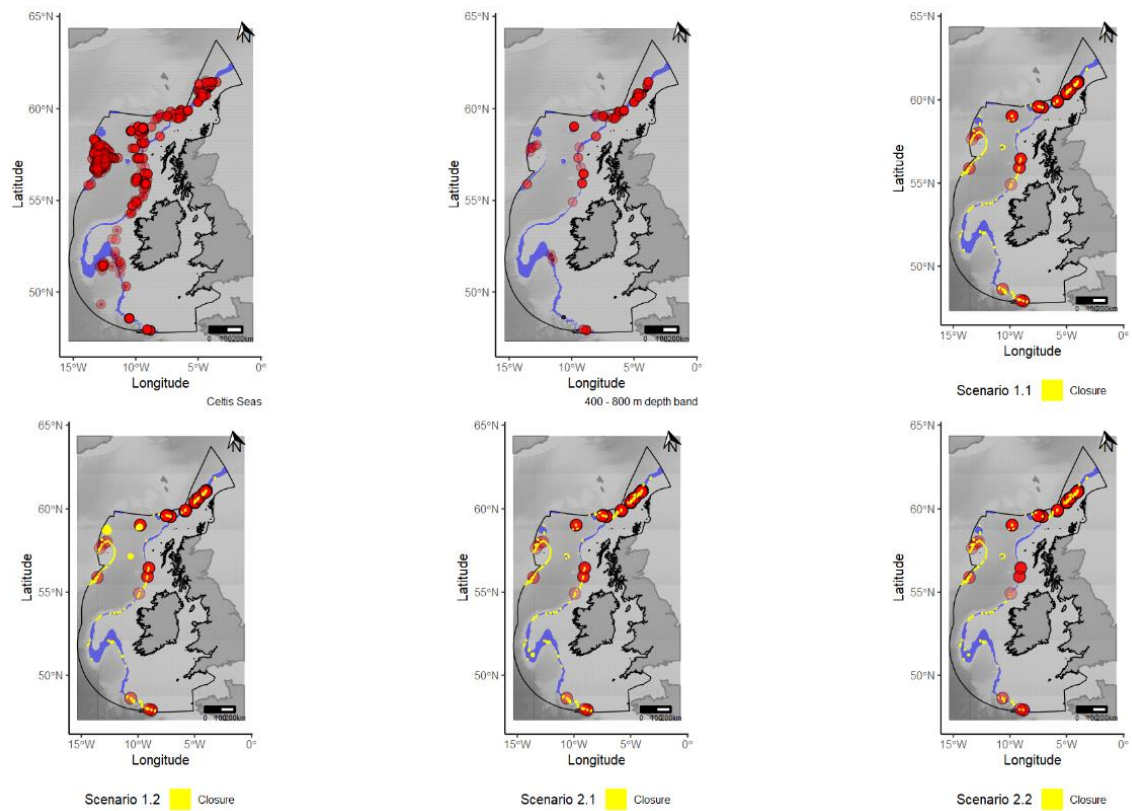 65°N
60°N
55°N
50°N
Latitude
N
15°W 10°W 5°W 0°
Longitude
Celtis Seas
65°N
60°N
55°N
50°N
Latitude
N
15°W 10°W 5°W 0°
Longitude
400 - 800 m depth band
65°N
60°N
55°N
50°N
Latitude
N
15°W 10°W 5°W 0°
Longitude
Scenario 1.1 Closure
65°N
60°N
55°N
50°N
Latitude
N
15°W 10°W 5°W 0°
Longitude
Scenario 1.2 Closure
65°N
60°N
55°N
50°N
Latitude
N
15°W 10°W 5°W 0°
Longitude
Scenario 2.1 Closure
65°N
60°N
55°N
50°N
Latitude
N
15°W 10°W 5°W 0°
Longitude
Scenario 2.2 Closure